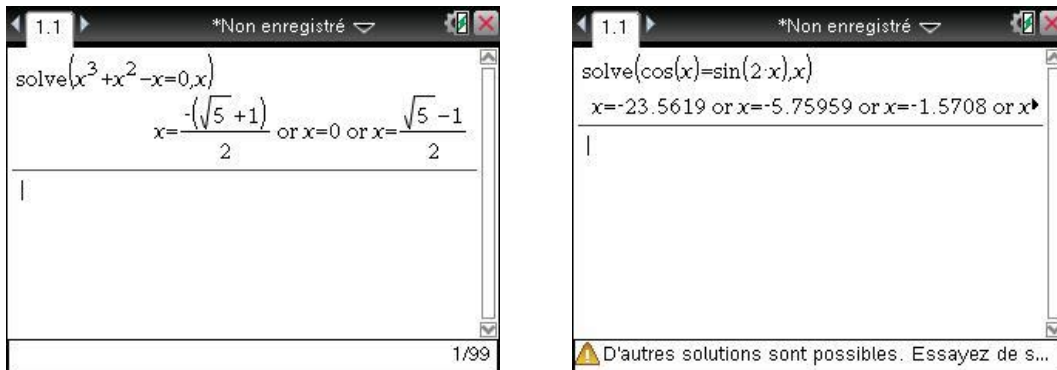 1.1
*Non enregistré
solve(x³+x²−x=0,x)
x=-(√5 +1)/2 or x=0 or x=(√5 −1)/2
1/99
1.1
*Non enregistré
solve(cos(x)=sin(2·x),x)
x=-23.5619 or x=-5.75959 or x=-1.5708 or x
D'autres solutions sont possibles. Essayez de s...